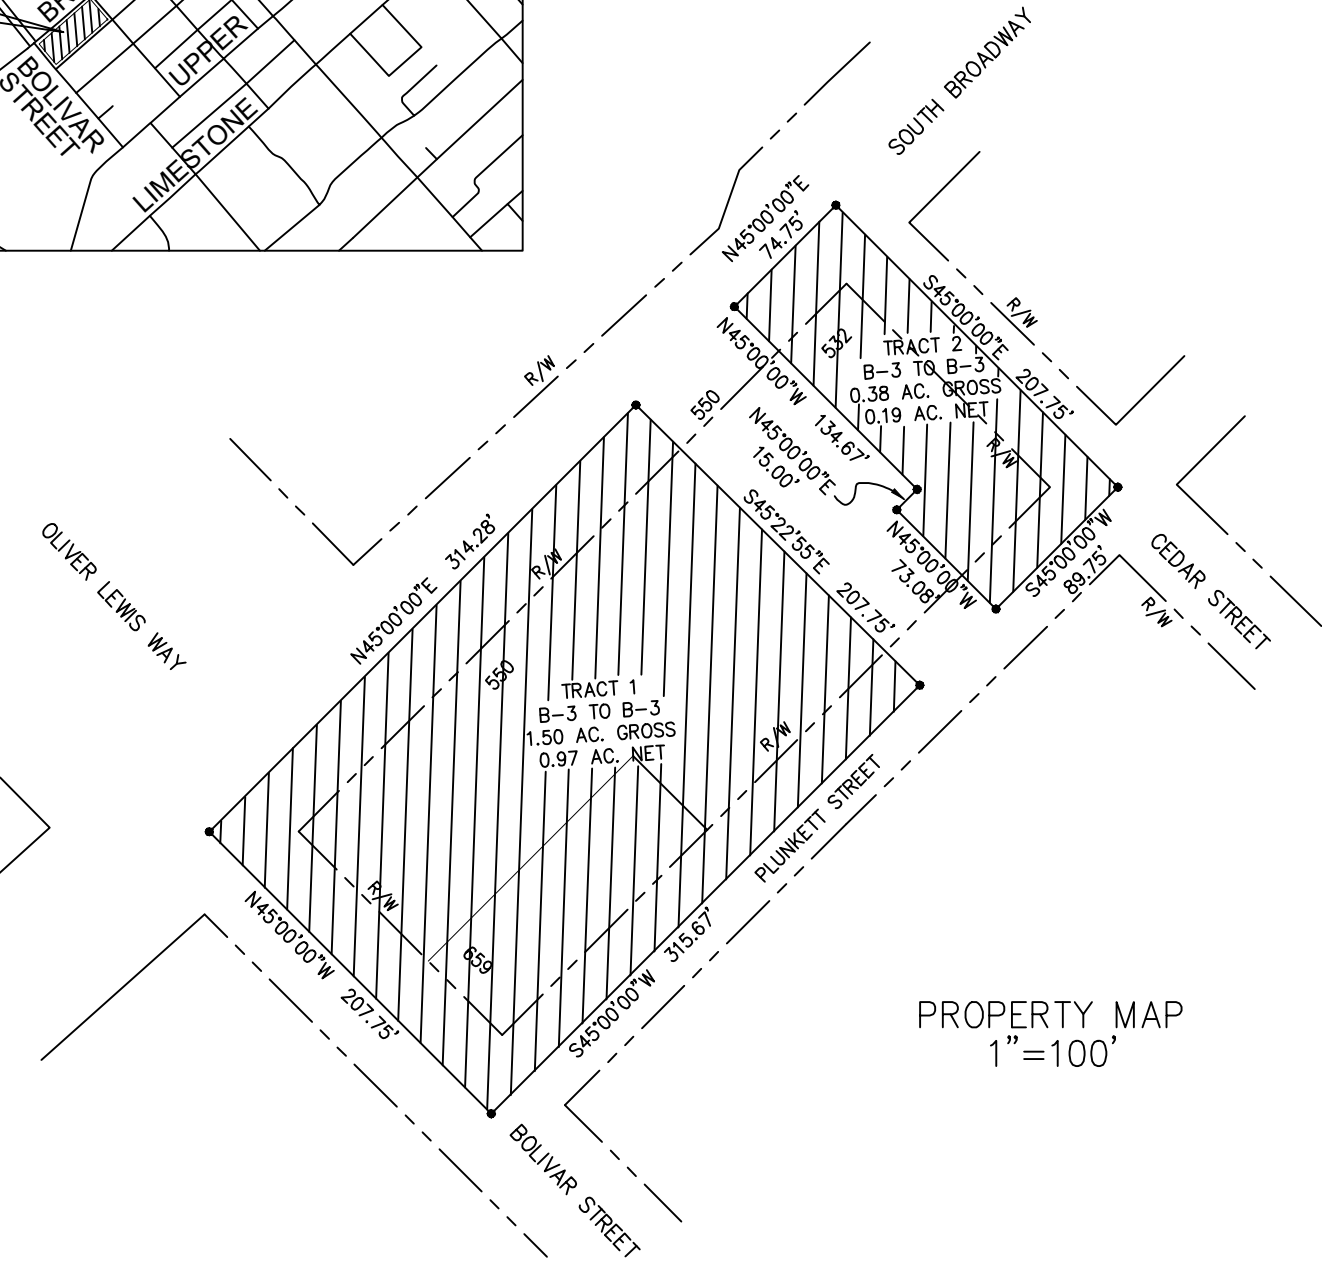 BOLIVAR
STREET
UPPER
LIMESTONE
SOUTH BROADWAY
N45°00'00"E
74.75'
S45°00'00"E 207.75'
R/W
N45°00'00"W 134.67'
532
TRACT 2
B-3 TO B-3
0.38 AC. GROSS
0.19 AC. NET
R/W
550
N45°00'00"E
15.00'
R/W
N45°00'00"W
73.08'
S45°00'00"W
89.75'
CEDAR STREET
R/W
OLIVER LEWIS WAY
N45°00'00"E 314.28'
R/W
S45°22'55"E 207.75'
550
TRACT 1
B-3 TO B-3
1.50 AC. GROSS
0.97 AC. NET
R/W
PLUNKETT STREET
R/W
659
N45°00'00"W 207.75'
S45°00'00"W 315.67'
BOLIVAR STREET
PROPERTY MAP
1"=100'